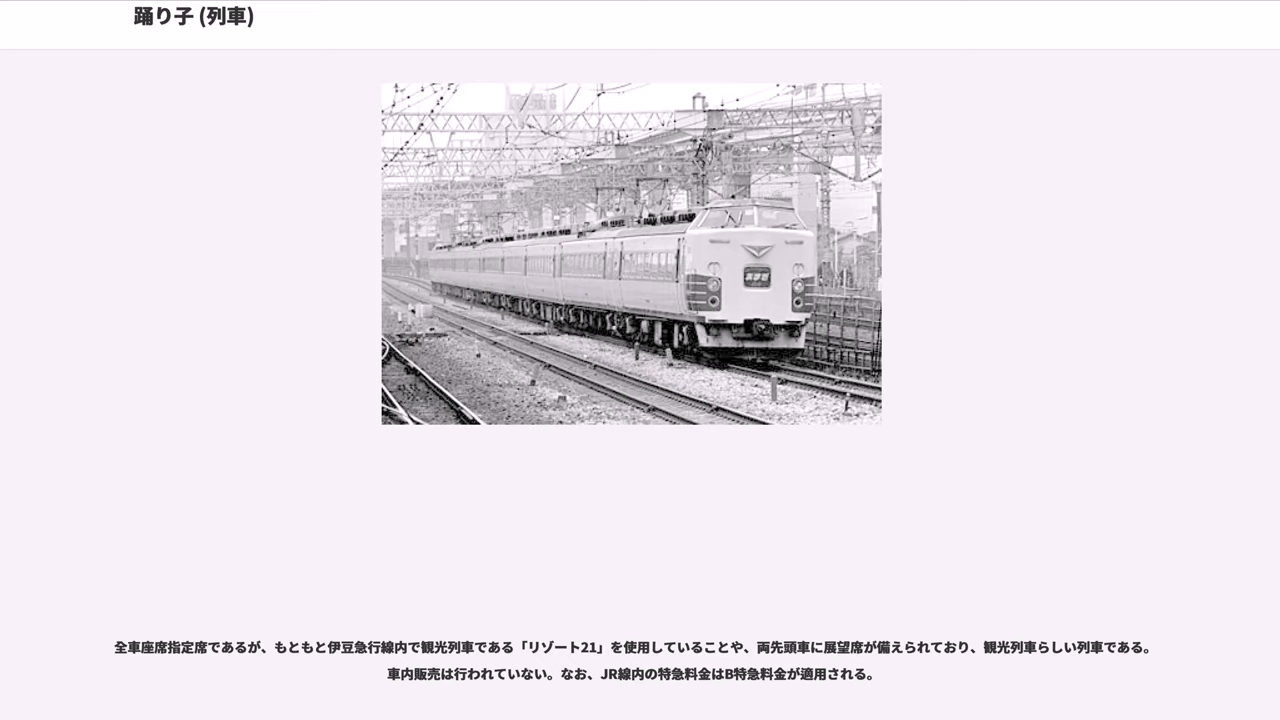 踊り子 (列車)
全車座席指定席であるが、もともと伊豆急行線内で観光列車である「リゾート21」を使用していることや、両先頭車に展望席が備えられており、観光列車らしい列車である。
車内販売は行われていない。なお、JR線内の特急料金はB特急料金が適用される。